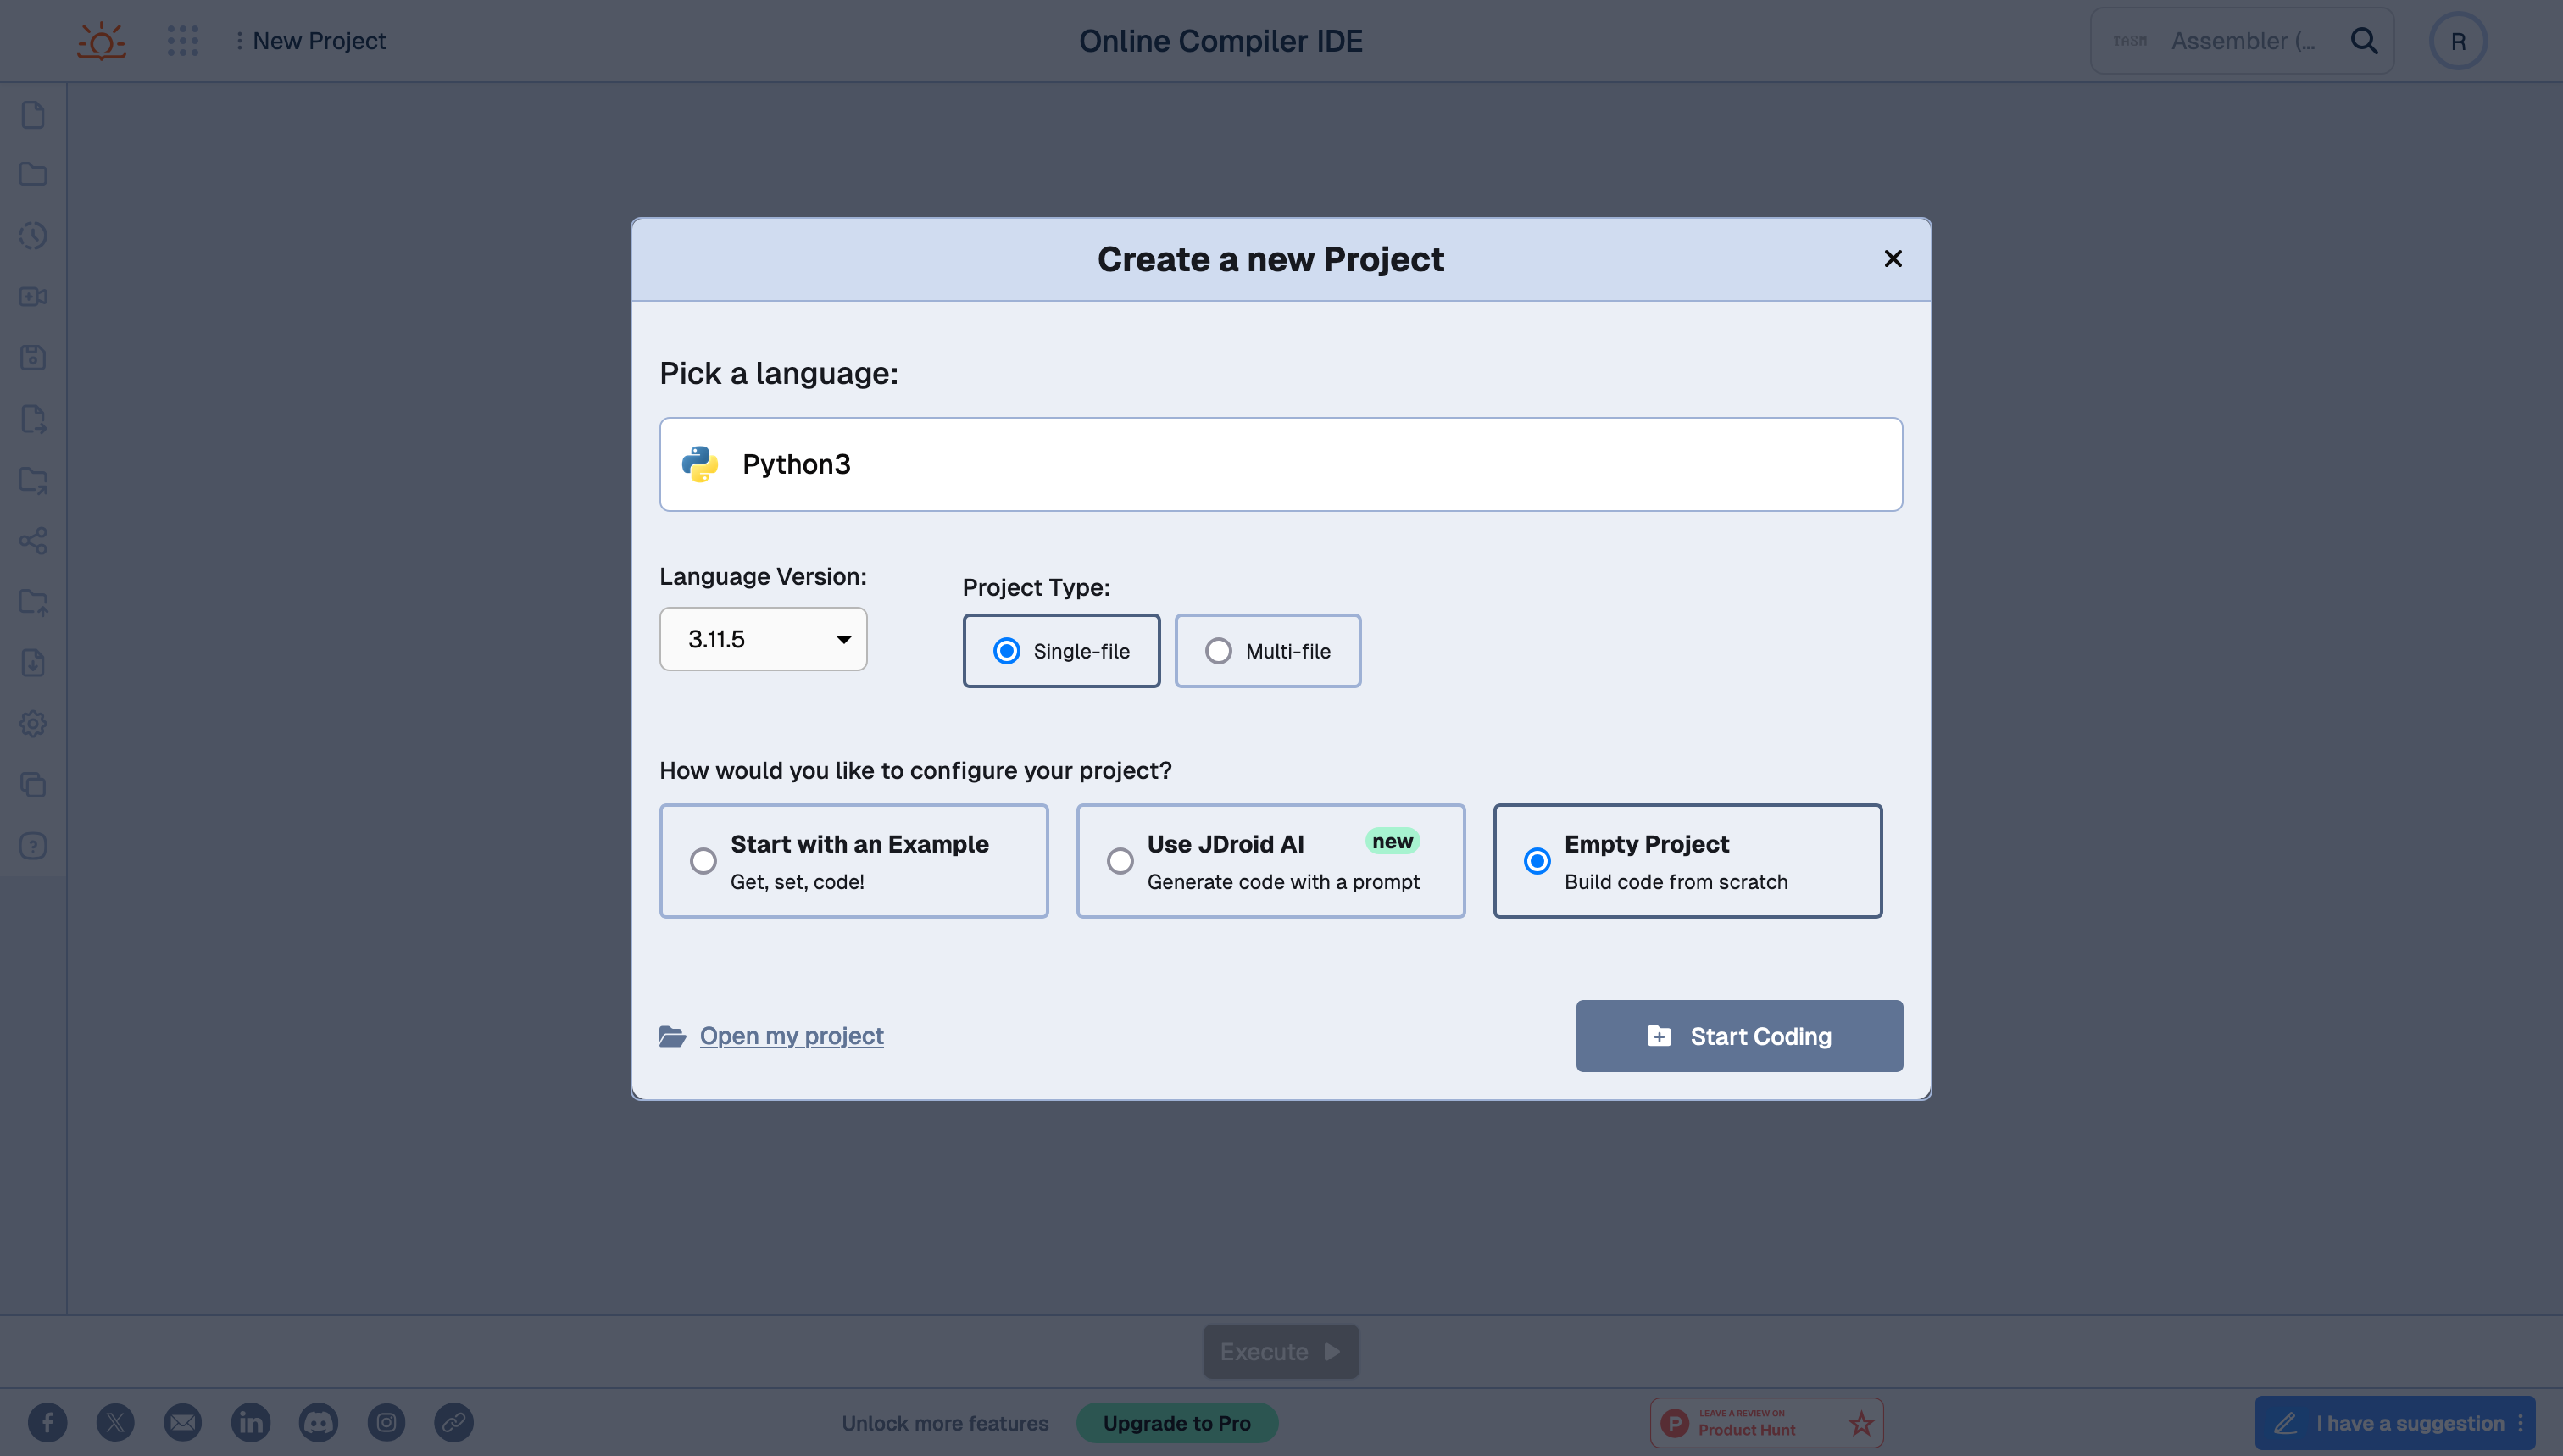 New Project
Online Compiler IDE
TASM
Assembler (...
R
Create a new Project
Pick a language:
Python3
Language Version:
3.11.5
Project Type:
Single-file
Multi-file
How would you like to configure your project?
Start with an Example
Get, set, code!
Use JDroid AI
new
Generate code with a prompt
Empty Project
Build code from scratch
Open my project
Start Coding
Execute
Unlock more features
Upgrade to Pro
LEAVE A REVIEW ON
Product Hunt
I have a suggestion